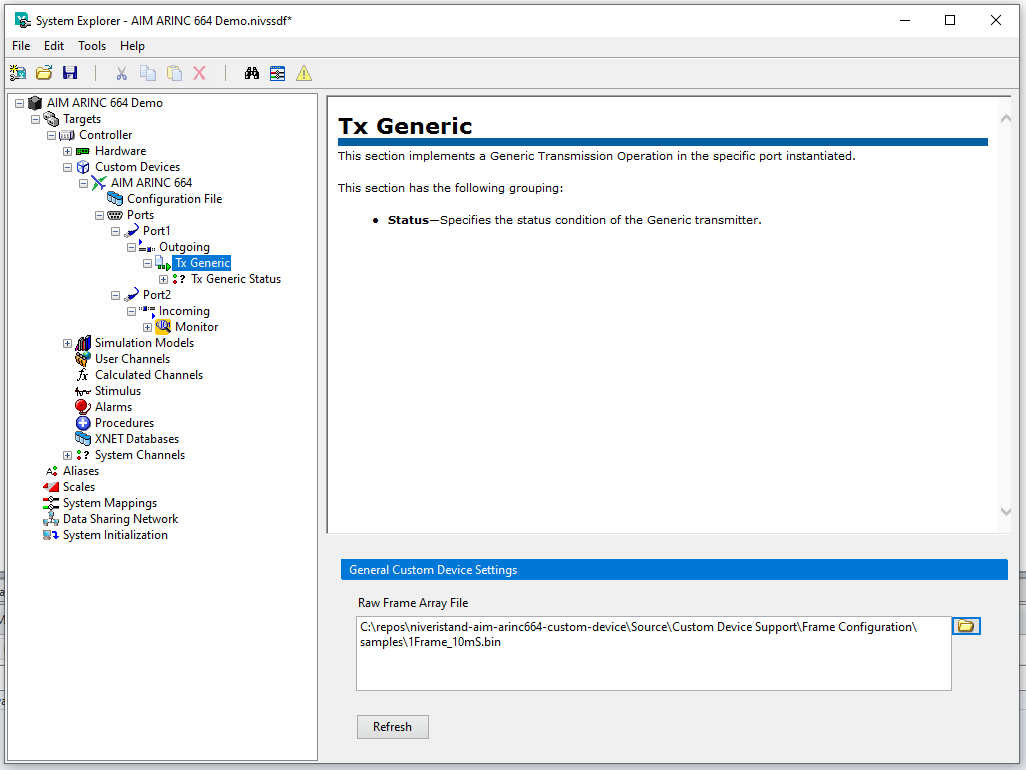 System Explorer - AIM ARINC 664 Demo.nivssdf*
File Edit Tools Help
AIM ARINC 664 Demo
Targets
Controller
Hardware
Custom Devices
AIM ARINC 664
Configuration File
Ports
Port1
Outgoing
Tx Generic
Tx Generic Status
Port2
Incoming
Monitor
Simulation Models
User Channels
fx Calculated Channels
Stimulus
Alarms
Procedures
XNET Databases
System Channels
Aliases
Scales
System Mappings
Data Sharing Network
System Initialization
Tx Generic
This section implements a Generic Transmission Operation in the specific port instantiated.
This section has the following grouping:
• Status—Specifies the status condition of the Generic transmitter.
General Custom Device Settings
Raw Frame Array File
C:\repos\niveristand-aim-arinc664-custom-device\Source\Custom Device Support\Frame Configuration\
samples\1Frame_10mS.bin
Refresh